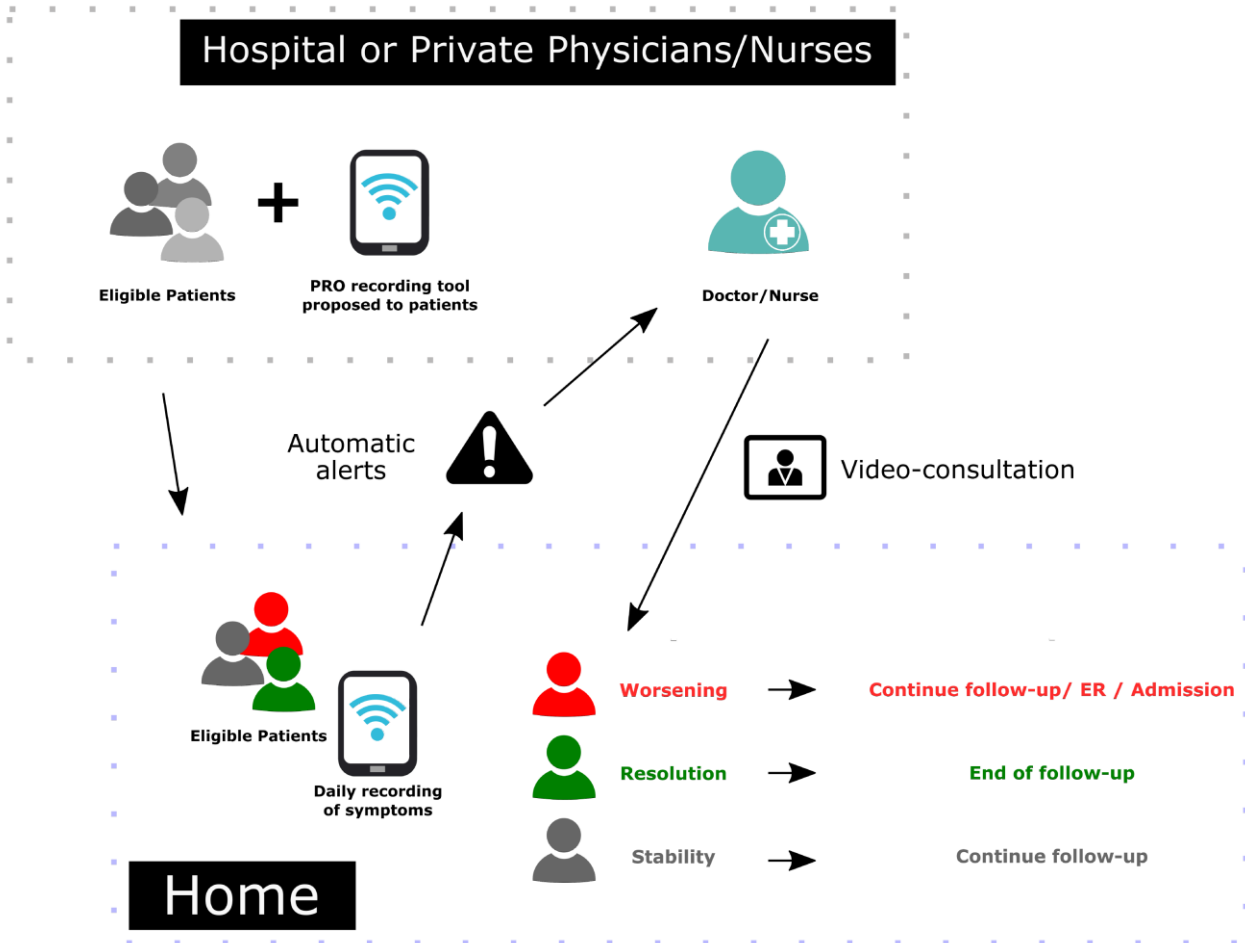 Hospital or Private Physicians/Nurses
Eligible Patients
PRO recording tool
proposed to patients
Doctor/Nurse
Automatic
alerts
Video-consultation
Eligible Patients
Daily recording
of symptoms
Worsening
Continue follow-up/ ER / Admission
Resolution
End of follow-up
Stability
Continue follow-up
Home